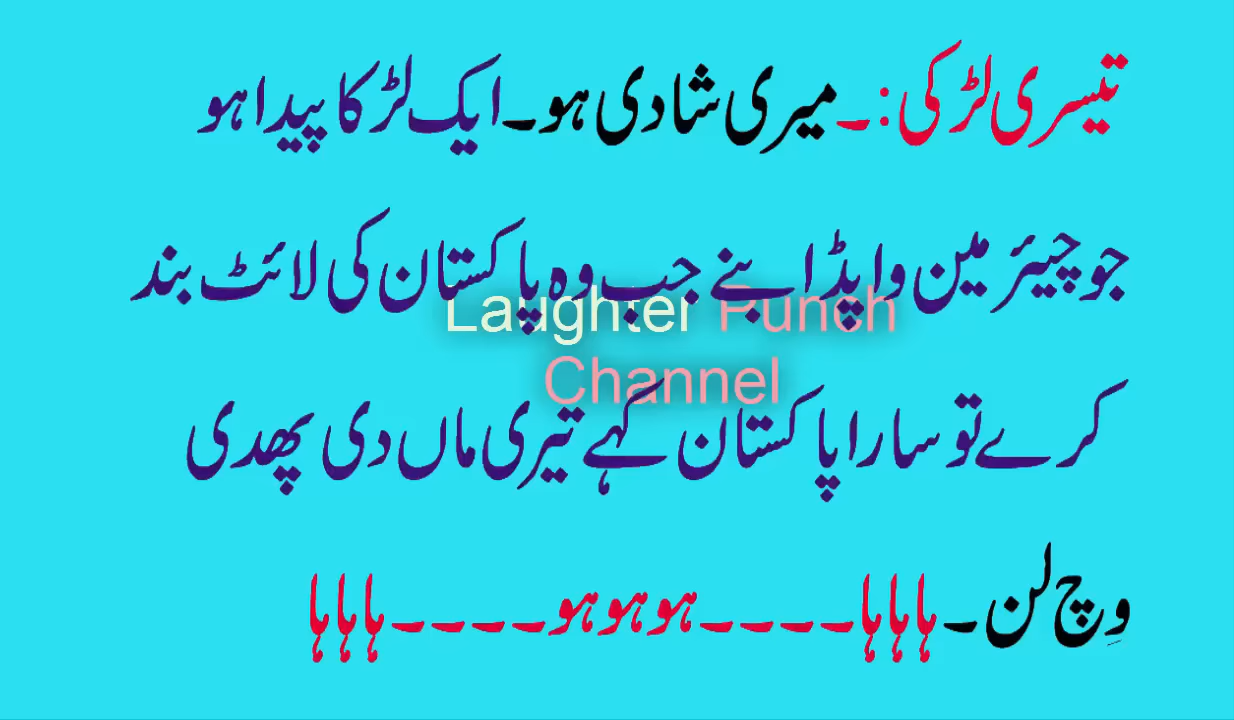 تیسری لڑکی:۔میری شادی ہو۔ایک لڑکا پیدا ہو
جو چیئرمین واپڈا بنے جب وہ پاکستان کی لائٹ بند
Laughter Punch
Channel
کرے تو سارا پاکستان کہے تیری ماں دی پھدی
وِچ لن۔ہاہاہا۔۔۔۔ہوہوہو۔۔۔۔ہاہاہا